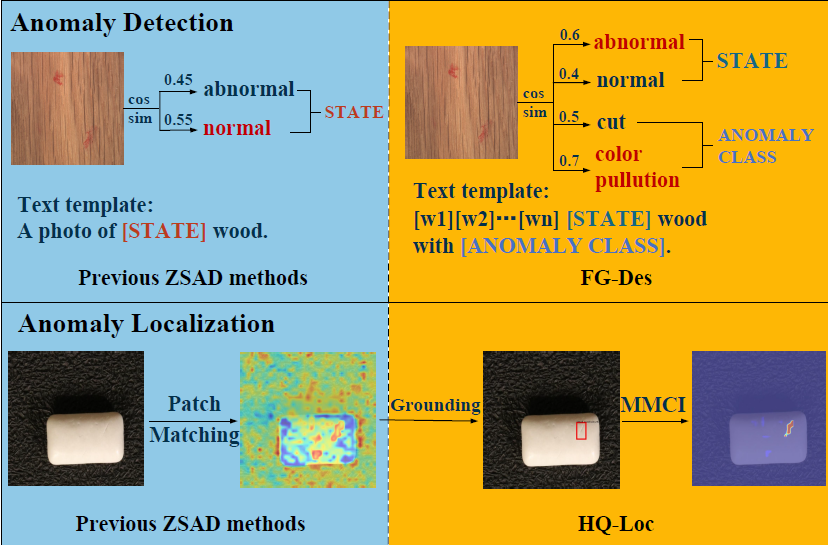 Anomaly Detection
cos
sim
0.45
abnormal
0.55
normal
STATE
Text template:
A photo of [STATE] wood.
Previous ZSAD methods
cos
sim
0.6
abnormal
0.4
normal
STATE
0.5
cut
0.7
color
pullution
ANOMALY
CLASS
Text template:
[w1][w2]···[wn] [STATE] wood
with [ANOMALY CLASS].
FG-Des
Anomaly Localization
Patch
Matching
Previous ZSAD methods
Grounding
MMCI
HQ-Loc